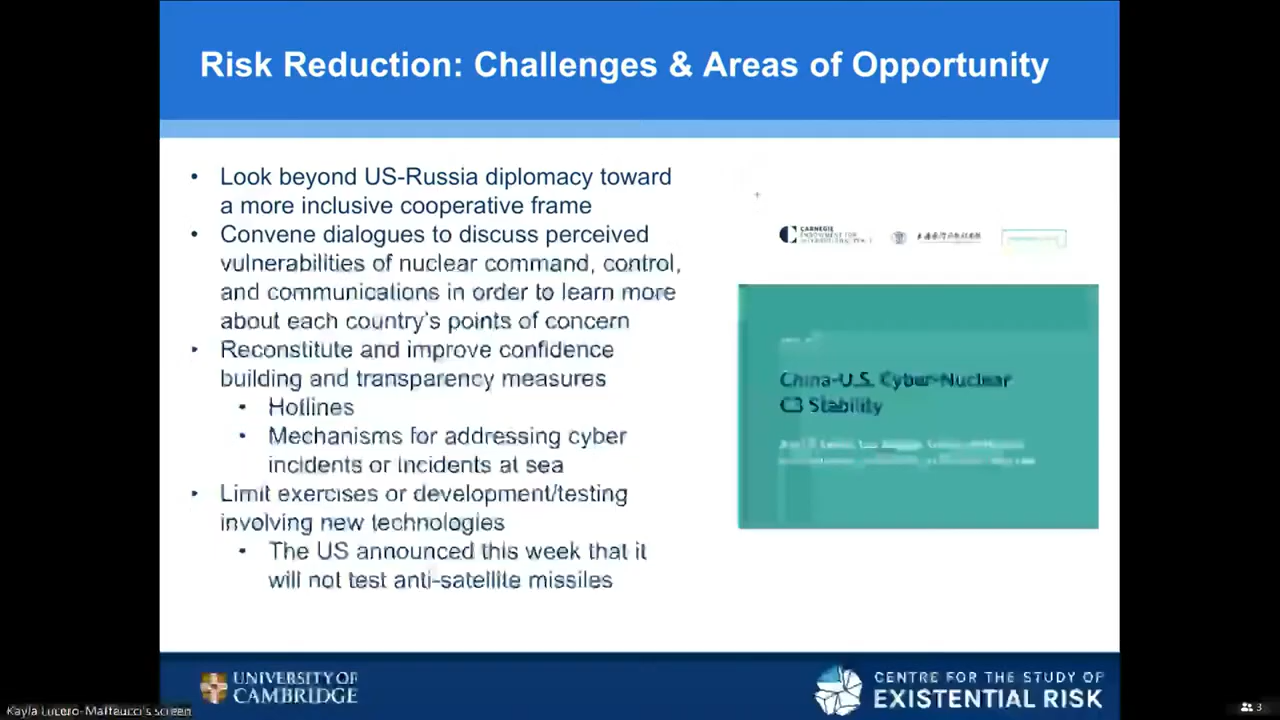 Risk Reduction: Challenges & Areas of Opportunity
• Look beyond US-Russia diplomacy toward
a more inclusive cooperative frame
• Convene dialogues to discuss perceived
vulnerabilities of nuclear command, control,
and communications in order to learn more
about each country's points of concern
• Reconstitute and improve confidence
building and transparency measures
• Hotlines
• Mechanisms for addressing cyber
incidents or incidents at sea
• Limit exercises or development/testing
involving new technologies
• The US announced this week that it
will not test anti-satellite missiles
CARNEGIE
ENDOWMENT FOR
China-U.S. Cyber-Nuclear
C3 Stability
UNIVERSITY OF
CAMBRIDGE
CENTRE FOR THE STUDY OF
EXISTENTIAL RISK
Kayla Lucero-Matteucci's screen
3